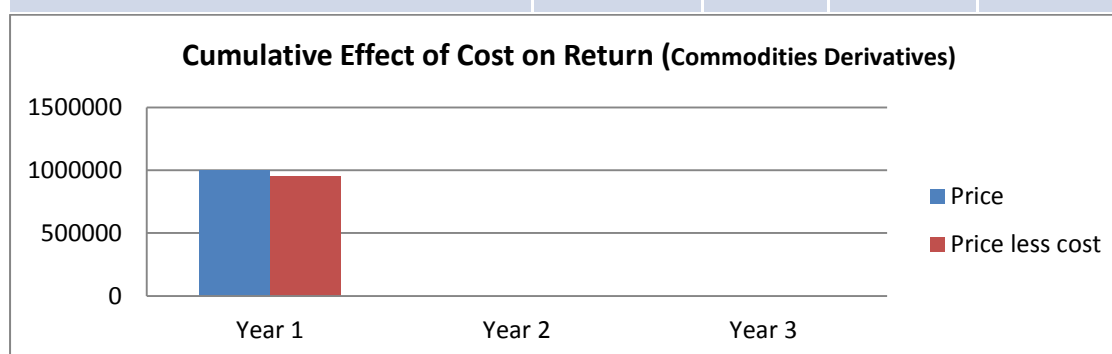 Cumulative Effect of Cost on Return (Commodities Derivatives)
1500000
1000000
500000
0
Year 1 Year 2 Year 3
Price
Price less cost